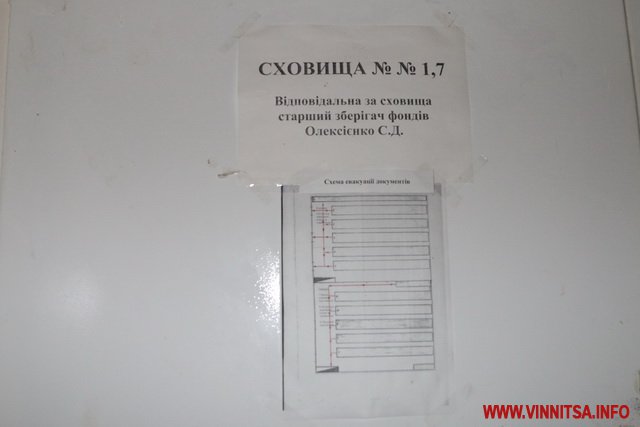 СХОВИЩА № № 1,7
Відповідальна за сховища
старший зберігач фондів
Олексієнко С.Д.
Схема евакуації документів
WWW.VINNITSA.INFO